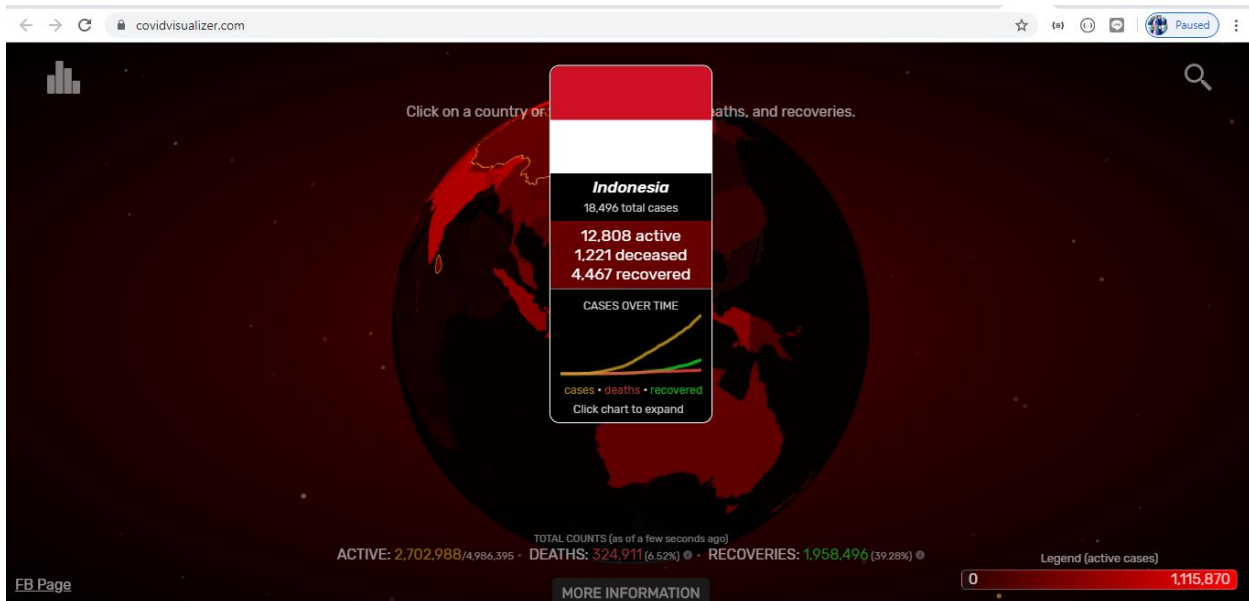 covidvisualizer.com
Paused
Click on a country or aths, and recoveries.
Indonesia
18,496 total cases
12,808 active
1,221 deceased
4,467 recovered
CASES OVER TIME
cases • deaths • recovered
Click chart to expand
TOTAL COUNTS (as of a few seconds ago)
ACTIVE: 2,702,988/4,986,395 - DEATHS: 324,911 (6.52%) - RECOVERIES: 1,958,496 (39.28%)
Legend (active cases)
0 1,115,870
FB Page
MORE INFORMATION